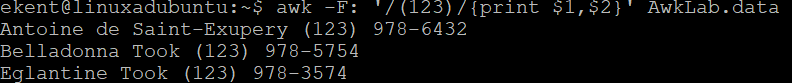 ekent@linuxadubuntu:~$ awk -F: '/(123)/{print $1,$2}' AwkLab.data
Antoine de Saint-Exupery (123) 978-6432
Belladonna Took (123) 978-5754
Eglantine Took (123) 978-3574